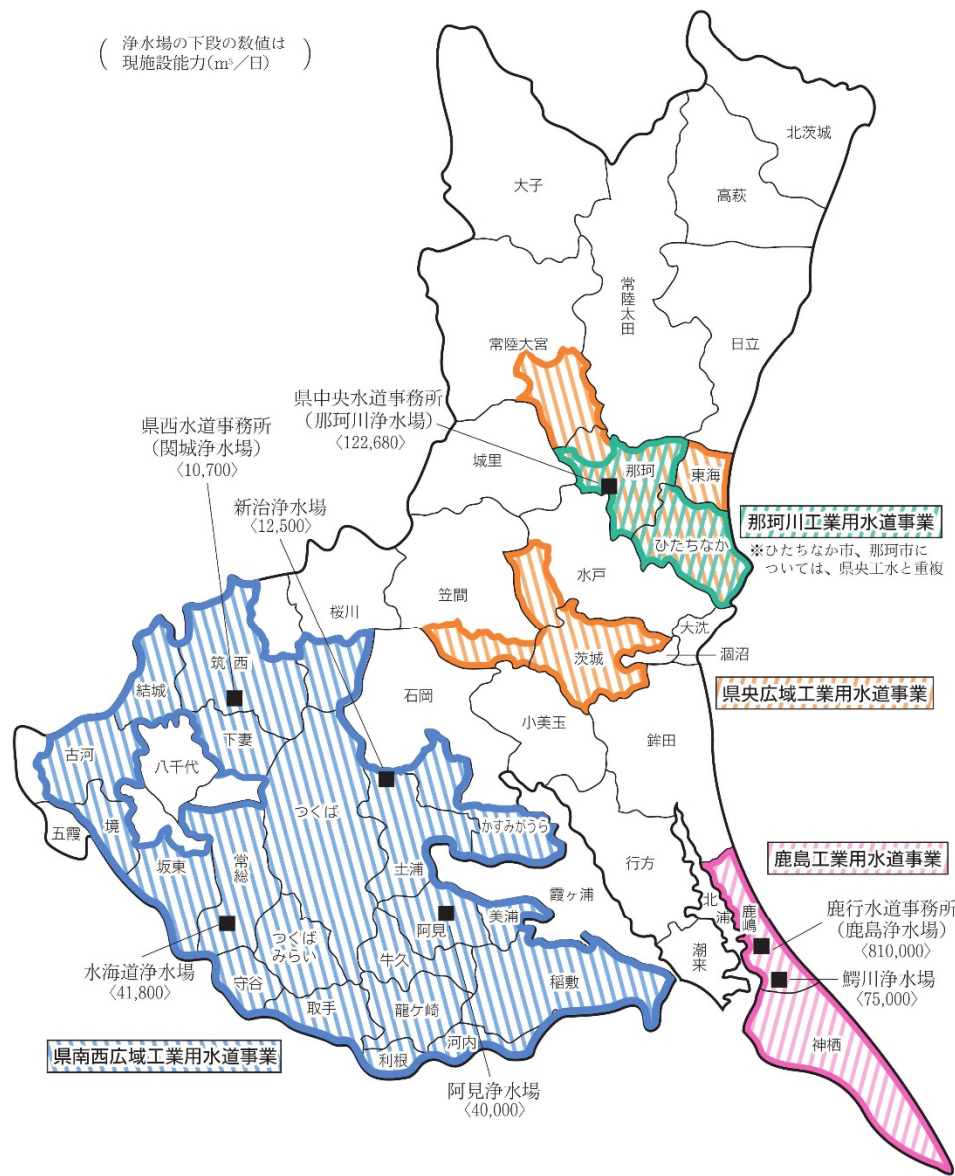 浄水場の下段の数値は
現施設能力(m³／日)
北茨城
大子
高萩
常陸太田
日立
常陸大宮
県中央水道事務所
(那珂川浄水場)
〈122,680〉
県西水道事務所
(関城浄水場)
〈10,700〉
城里
那珂
東海
新治浄水場
〈12,500〉
那珂川工業用水道事業
※ひたちなか市、那珂市に
ついては、県央工水と重複
ひたちなか
水戸
笠間
桜川
大洗
涸沼
茨城
県央広域工業用水道事業
筑西
結城
石岡
小美玉
鉾田
下妻
古河
八千代
つくば
かすみがうら
五霞
境
坂東
常総
土浦
行方
鹿島工業用水道事業
霞ヶ浦
北浦
鹿嶋
鹿行水道事務所
(鹿島浄水場)
〈810,000〉
阿見
美浦
つくば
みらい
牛久
潮来
水海道浄水場
〈41,800〉
守谷
取手
龍ケ崎
稲敷
鰐川浄水場
〈75,000〉
河内
利根
神栖
県南西広域工業用水道事業
阿見浄水場
〈40,000〉